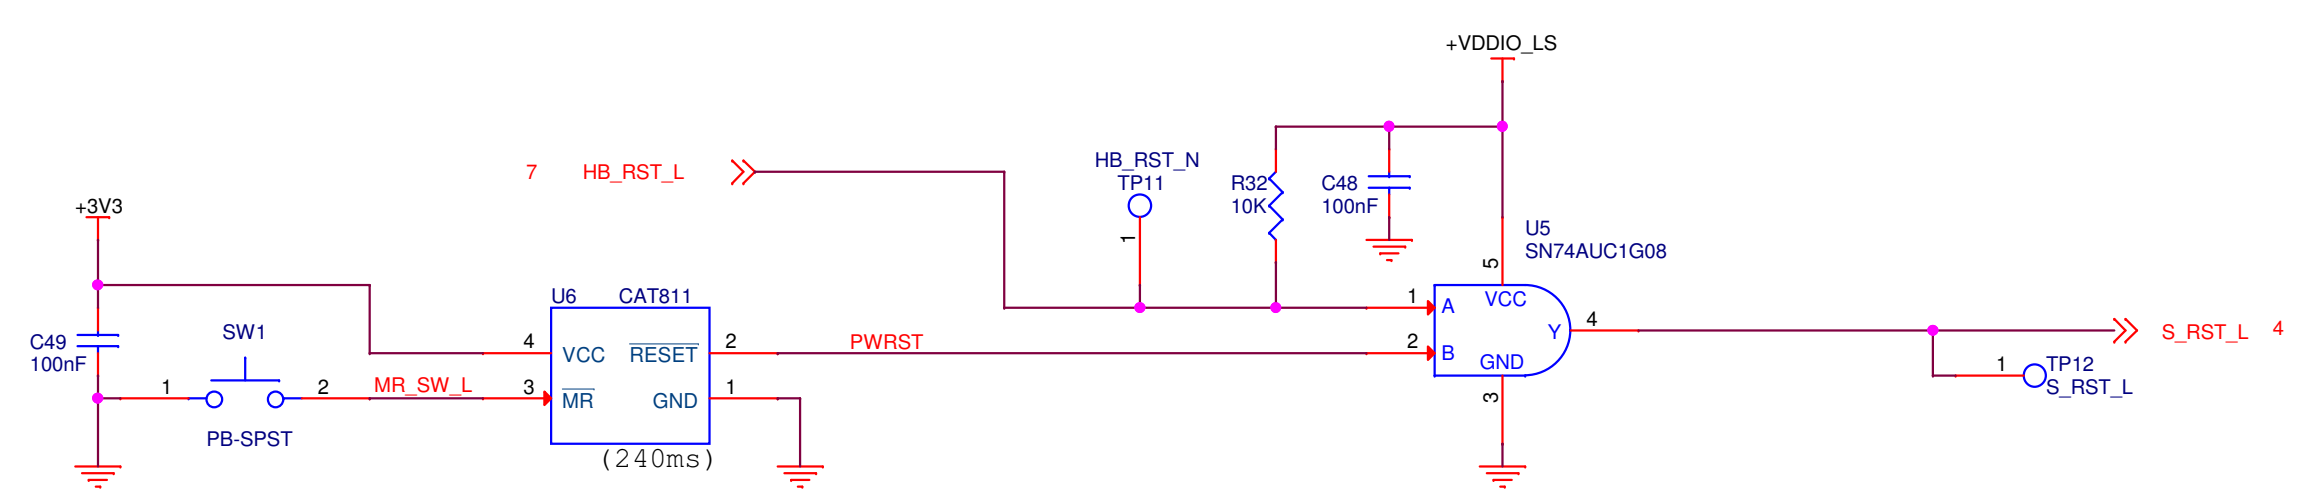 +VDDIO_LS
7 HB_RST_L
HB_RST_N
TP11
1
R32
10K
C48
100nF
+3V3
U5
SN74AUC1G08
5
VCC
1 A
2 B
Y 4
GND
3
S_RST_L 4
1 TP12
S_RST_L
C49
100nF
SW1
1 2
PB-SPST
MR_SW_L
U6 CAT811
4 VCC
RESET 2
PWRST
3 MR
GND 1
(240ms)